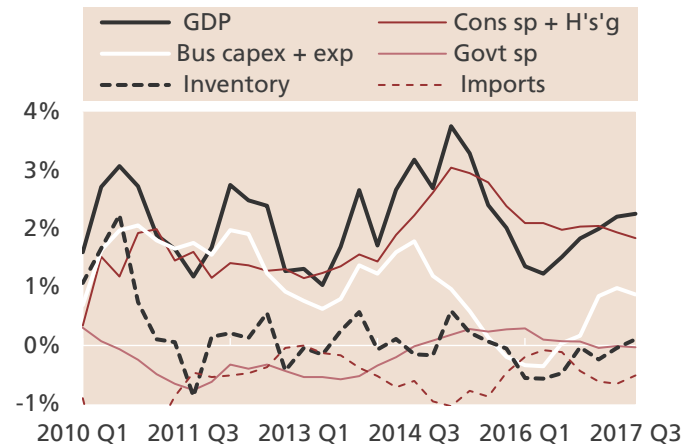 GDP Cons sp + H's'g
Bus capex + exp Govt sp
Inventory Imports
4%
3%
2%
1%
0%
-1%
2010 Q1 2011 Q3 2013 Q1 2014 Q3 2016 Q1 2017 Q3